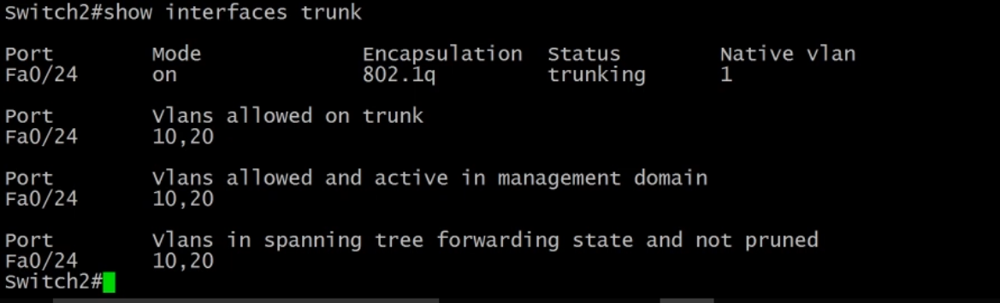 Switch2#show interfaces trunk
Port Mode Encapsulation Status Native vlan
Fa0/24 on 802.1q trunking 1
Port Vlans allowed on trunk
Fa0/24 10,20
Port Vlans allowed and active in management domain
Fa0/24 10,20
Port Vlans in spanning tree forwarding state and not pruned
Fa0/24 10,20
Switch2#